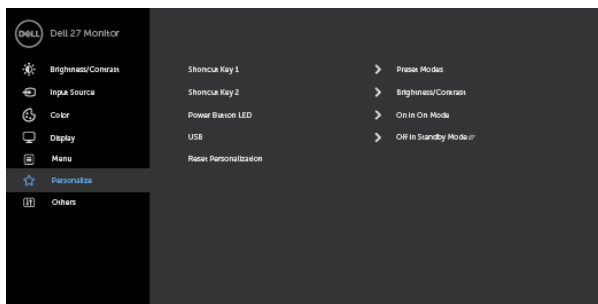 DELL Dell 27 Monitor
Brightness/Contrast
Input Source
Color
Display
Menu
Personalize
Others
Shortcut Key 1 Preset Modes
Shortcut Key 2 Brightness/Contrast
Power Button LED On in On Mode
USB Off in Standby Mode
Reset Personalization